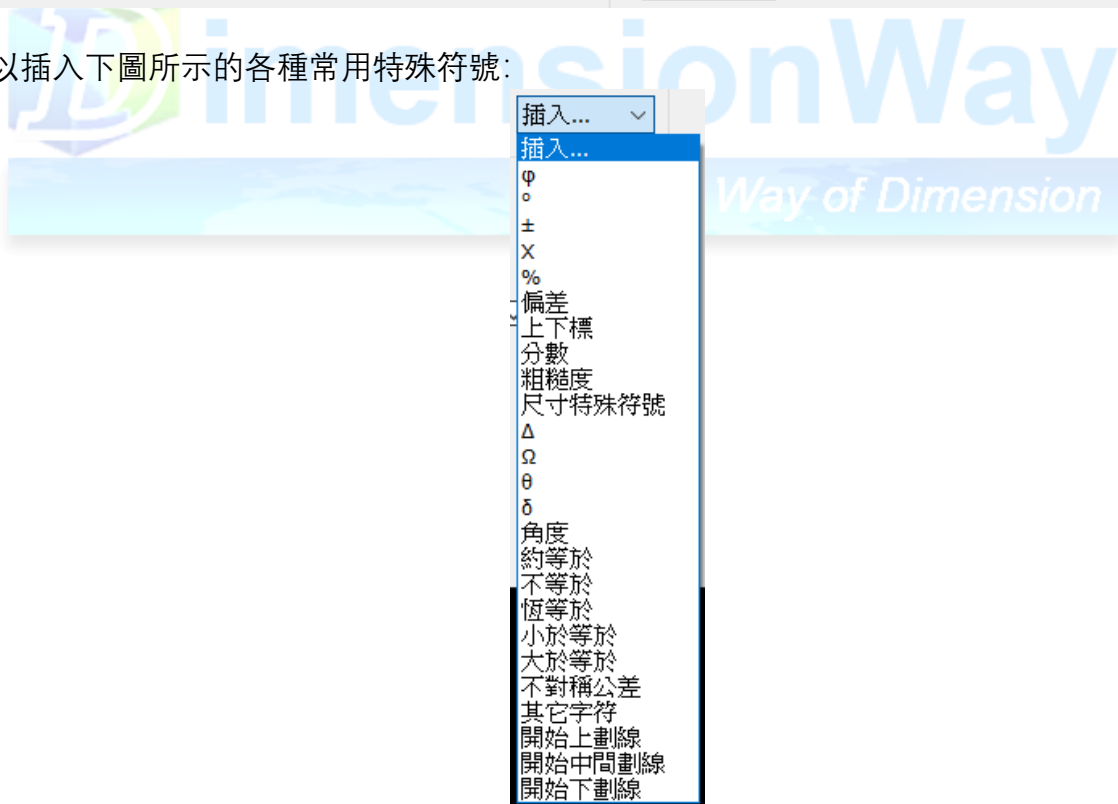 DimensionWay
以插入下圖所示的各種常用特殊符號：
Way of Dimension
插入...
插入...
φ
°
±
X
%
偏差
上下標
分數
粗糙度
尺寸特殊符號
Δ
Ω
θ
δ
角度
約等於
不等於
恆等於
小於等於
大於等於
不對稱公差
其它字符
開始上劃線
開始中間劃線
開始下劃線